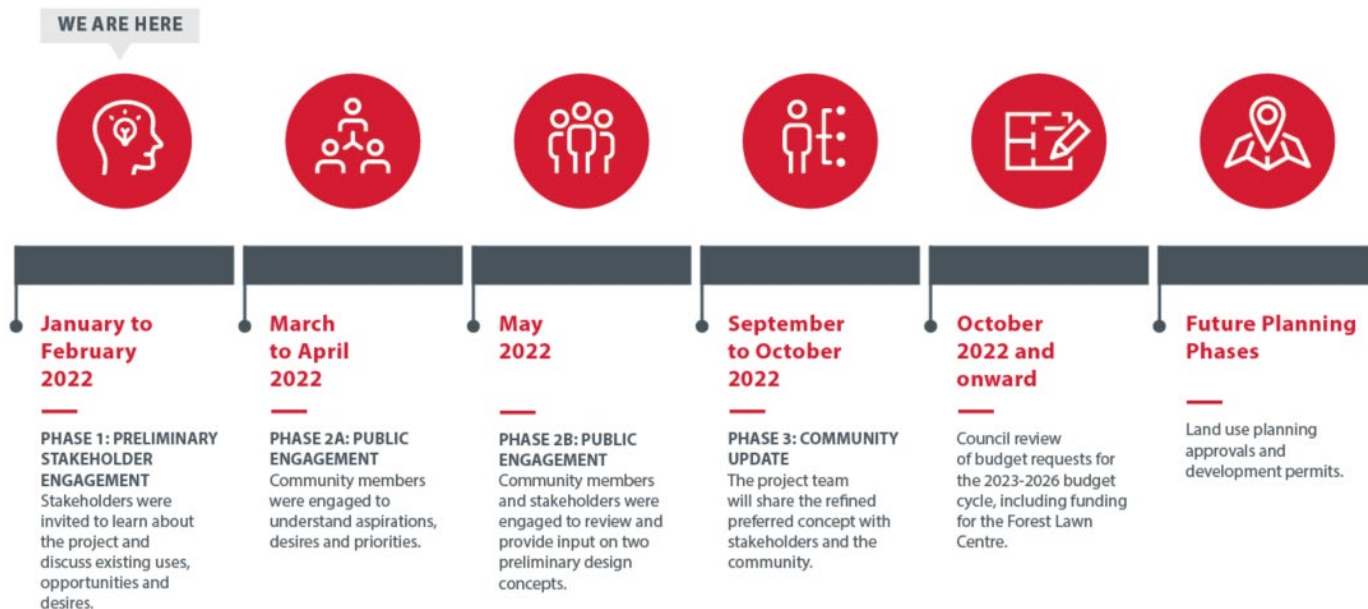 WE ARE HERE
January to
February
2022
PHASE 1: PRELIMINARY
STAKEHOLDER
ENGAGEMENT
Stakeholders were
invited to learn about
the project and
discuss existing uses,
opportunities and
desires.
March
to April
2022
PHASE 2A: PUBLIC
ENGAGEMENT
Community members
were engaged to
understand aspirations,
desires and priorities.
May
2022
PHASE 2B: PUBLIC
ENGAGEMENT
Community members
and stakeholders were
engaged to review and
provide input on two
preliminary design
concepts.
September
to October
2022
PHASE 3: COMMUNITY
UPDATE
The project team
will share the refined
preferred concept with
stakeholders and the
community.
October
2022 and
onward
Council review
of budget requests for
the 2023-2026 budget
cycle, including funding
for the Forest Lawn
Centre.
Future Planning
Phases
Land use planning
approvals and
development permits.